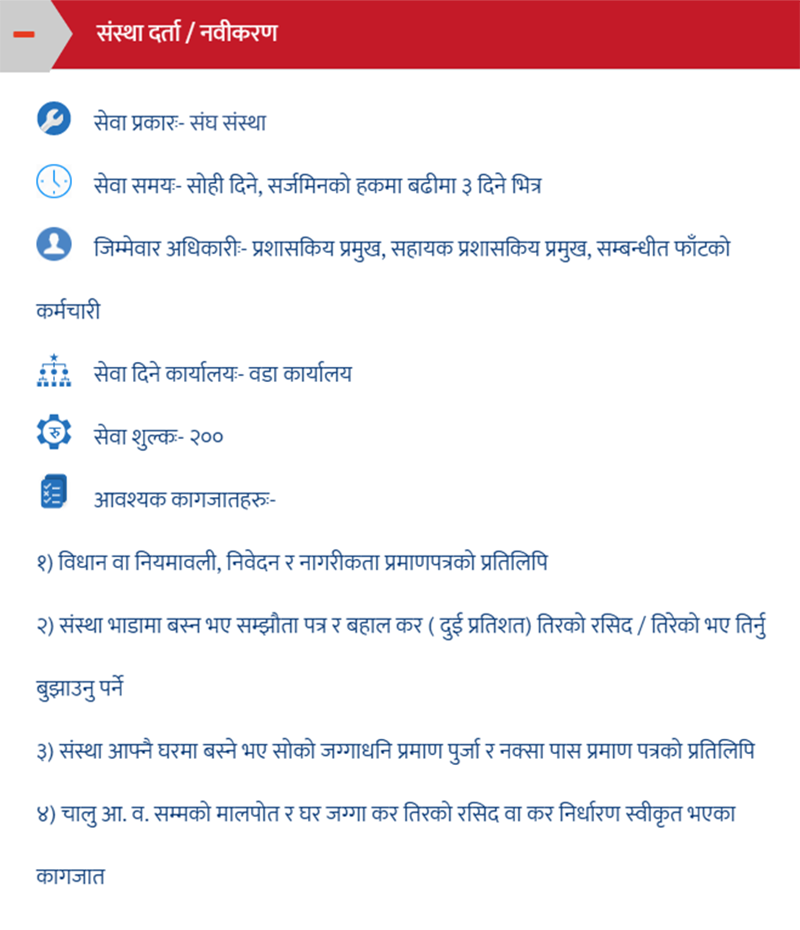 संस्था दर्ता / नवीकरण
सेवा प्रकारः- संघ संस्था
सेवा समयः- सोही दिने, सर्जमिनको हकमा बढीमा ३ दिने भित्र
जिम्मेवार अधिकारीः- प्रशासकिय प्रमुख, सहायक प्रशासकिय प्रमुख, सम्बन्धीत फाँटको
कर्मचारी
सेवा दिने कार्यालयः- वडा कार्यालय
रु
सेवा शुल्कः- २००
आवश्यक कागजातहरुः-
१) विधान वा नियमावली, निवेदन र नागरीकता प्रमाणपत्रको प्रतिलिपि
२) संस्था भाडामा बस्न भए सम्झौता पत्र र बहाल कर ( दुई प्रतिशत) तिरको रसिद / तिरेको भए तिर्नु
बुझाउनु पर्ने
३) संस्था आफ्नै घरमा बस्ने भए सोको जग्गाधनि प्रमाण पुर्जा र नक्सा पास प्रमाण पत्रको प्रतिलिपि
४) चालु आ. व. सम्मको मालपोत र घर जग्गा कर तिरको रसिद वा कर निर्धारण स्वीकृत भएका
कागजात